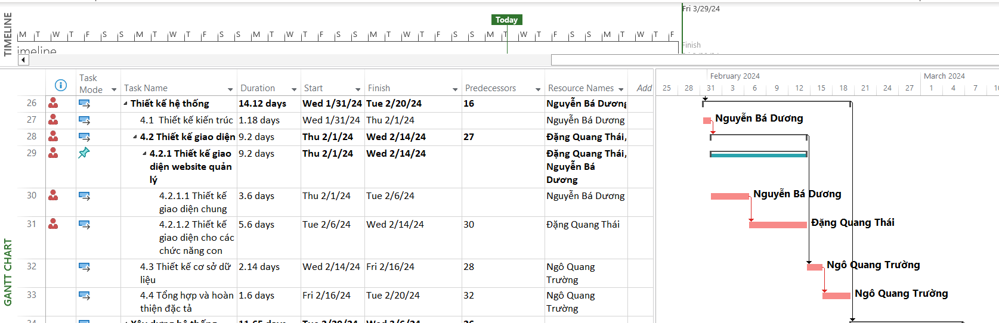 TIMELINE
Fri 3/29/24
Today
M T W T F S S M T W T F S S M T W T F S S M T W T F S S M T W T F S S M T W T F
Finish
GANTT CHART
Task Mode Task Name Duration Start Finish Predecessors Resource Names Add
February 2024 March 2024
25 28 31 3 6 9 12 15 18 21 24 27 1 4 7
26 Thiết kế hệ thống 14.12 days Wed 1/31/24 Tue 2/20/24 16 Nguyễn Bá Dương
27 4.1 Thiết kế kiến trúc 1.18 days Wed 1/31/24 Thu 2/1/24 Nguyễn Bá Dương
Nguyễn Bá Dương
28 4.2 Thiết kế giao diện 9.2 days Thu 2/1/24 Wed 2/14/24 27 Đặng Quang Thái,
29 4.2.1 Thiết kế giao 9.2 days Thu 2/1/24 Wed 2/14/24 Đặng Quang Thái,
diện website quản Nguyễn Bá
lý Dương
30 4.2.1.1 Thiết kế 3.6 days Thu 2/1/24 Tue 2/6/24 Nguyễn Bá Dương
giao diện chung
Nguyễn Bá Dương
31 4.2.1.2 Thiết kế 5.6 days Tue 2/6/24 Wed 2/14/24 30 Đặng Quang Thái
giao diện cho các
chức năng con
Đặng Quang Thái
32 4.3 Thiết kế cơ sở dữ 2.14 days Wed 2/14/24 Fri 2/16/24 28 Ngô Quang
liệu Trường
Ngô Quang Trường
33 4.4 Tổng hợp và hoàn 1.6 days Fri 2/16/24 Tue 2/20/24 32 Ngô Quang
thiện đặc tả Trường
Ngô Quang Trường